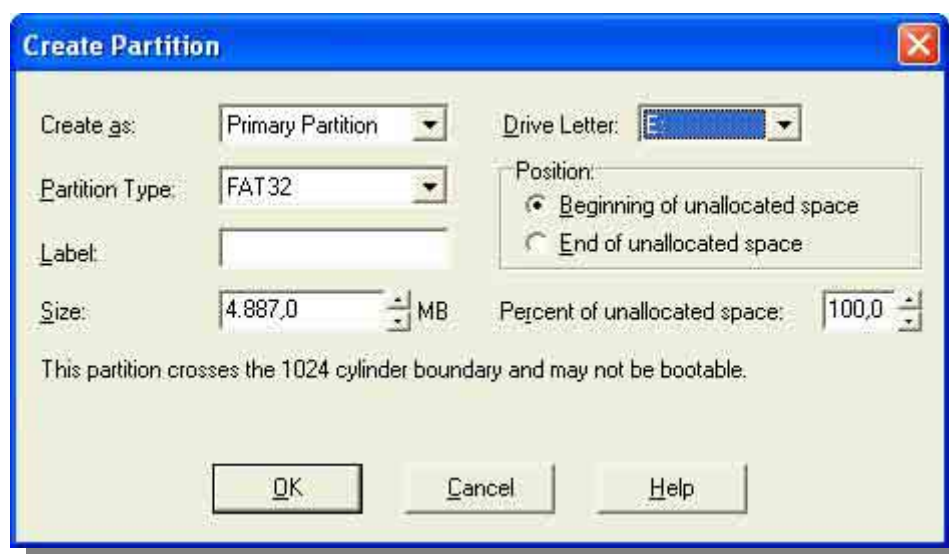 Create Partition
Create as: Primary Partition
Drive Letter: E:
Partition Type: FAT32
Position:
Beginning of unallocated space
End of unallocated space
Label:
Size: 4.887,0 MB
Percent of unallocated space: 100,0
This partition crosses the 1024 cylinder boundary and may not be bootable.
OK Cancel Help